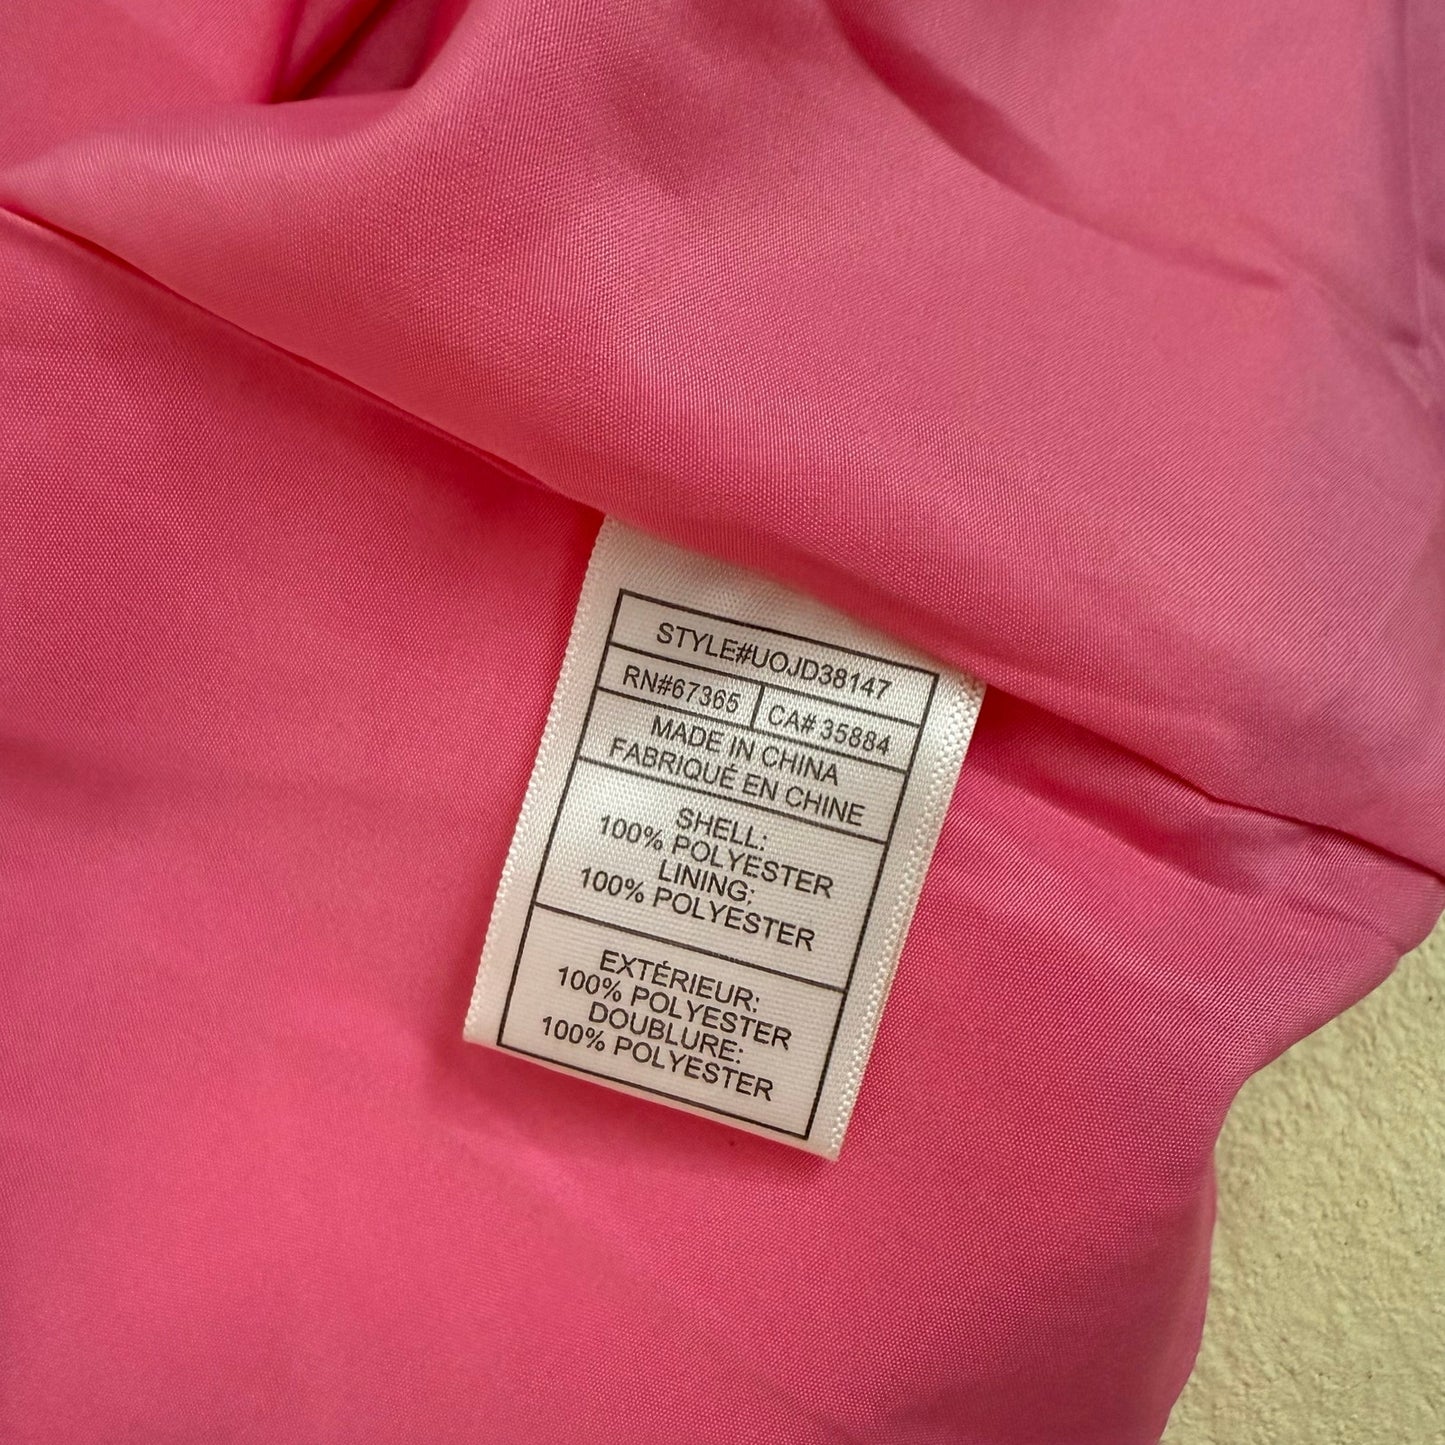 STYLE#UOJD38147
RN#67365 CA# 35884
MADE IN CHINA
FABRIQUÉ EN CHINE
SHELL:
100% POLYESTER
LINING:
100% POLYESTER
EXTÉRIEUR:
100% POLYESTER
DOUBLURE:
100% POLYESTER